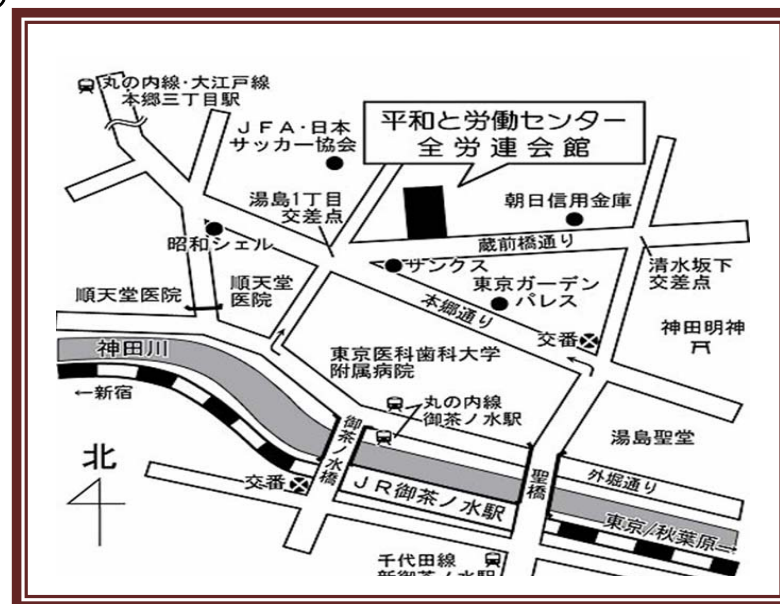 丸の内線・大江戸線
本郷三丁目駅
JFA・日本
サッカー協会
平和と労働センター
全労連会館
湯島1丁目
交差点
朝日信用金庫
昭和シェル
蔵前橋通り
サンクス
清水坂下
交差点
順天堂医院
順天堂
医院
東京ガーデン
パレス
本郷通り
交番
神田明神
神田川
東京医科歯科大学
附属病院
←新宿
丸の内線
御茶ノ水駅
湯島聖堂
北
御茶ノ水橋
聖橋
外堀通り
交番
JR御茶ノ水駅
東京/秋葉原→
千代田線
新御茶ノ水駅